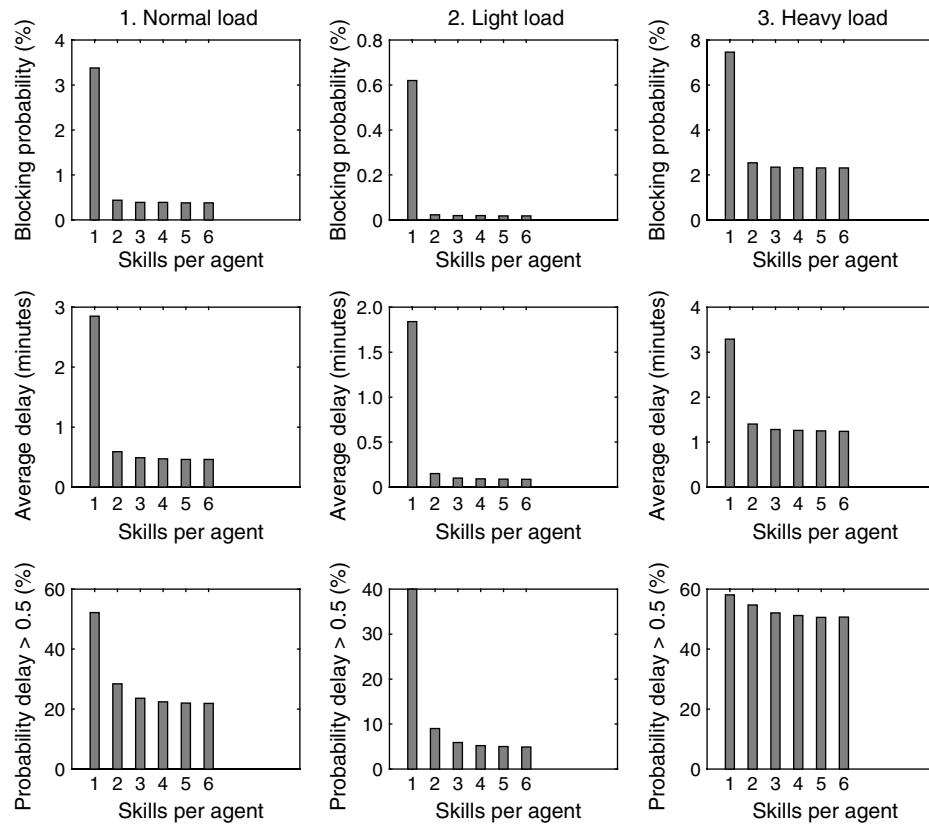 1. Normal load
2. Light load
3. Heavy load
Blocking probability (%)
4
3
2
1
0
1 2 3 4 5 6
Skills per agent
Blocking probability (%)
0.8
0.6
0.4
0.2
0
1 2 3 4 5 6
Skills per agent
Blocking probability (%)
8
6
4
2
0
1 2 3 4 5 6
Skills per agent
Average delay (minutes)
3
2
1
0
1 2 3 4 5 6
Skills per agent
Average delay (minutes)
2.0
1.5
1.0
0.5
0
1 2 3 4 5 6
Skills per agent
Average delay (minutes)
4
3
2
1
0
1 2 3 4 5 6
Skills per agent
Probability delay > 0.5 (%)
60
40
20
0
1 2 3 4 5 6
Skills per agent
Probability delay > 0.5 (%)
40
30
20
10
0
1 2 3 4 5 6
Skills per agent
Probability delay > 0.5 (%)
60
40
20
0
1 2 3 4 5 6
Skills per agent